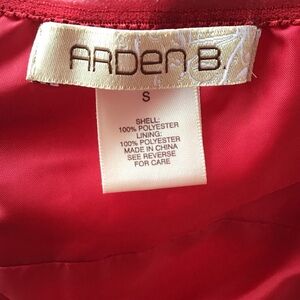 ARDEN B.
S
SHELL:
100% POLYESTER
LINING:
100% POLYESTER
MADE IN CHINA
SEE REVERSE
FOR CARE